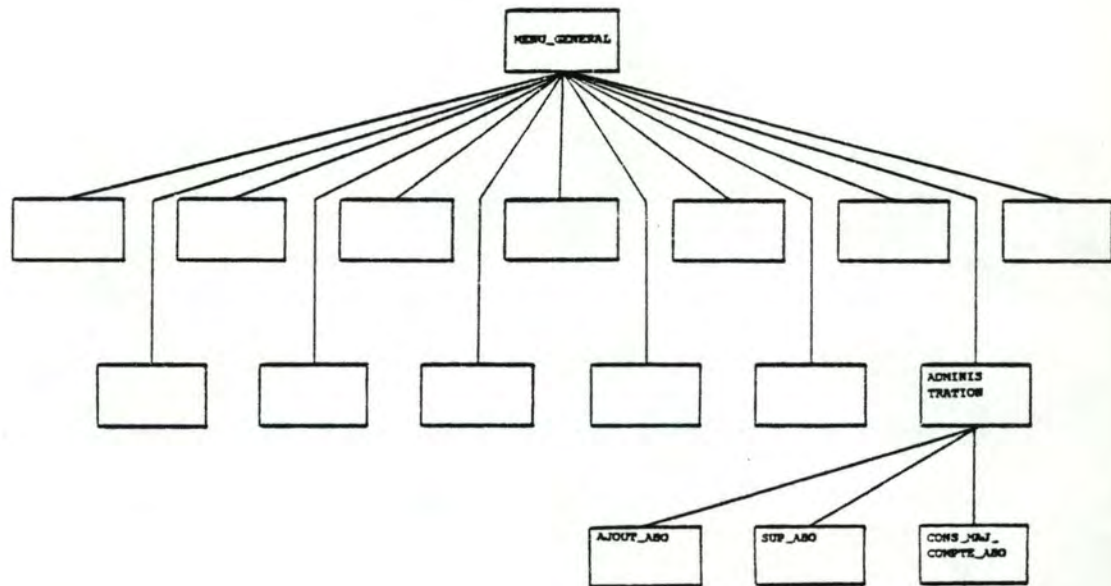 MENU_GENERAL
ADMINIS
TRATION
AJOUT_ABO
SUP_ABO
CONS_MAJ_
COMPTE_ABO